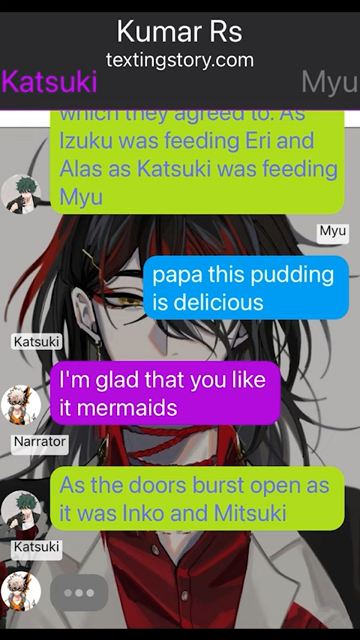 Kumar Rs
textingstory.com
Katsuki
Myu
which they agreed to. As
Izuku was feeding Eri and
Alas as Katsuki was feeding
Myu
Myu
papa this pudding
is delicious
Katsuki
I'm glad that you like
it mermaids
Narrator
As the doors burst open as
it was Inko and Mitsuki
Katsuki